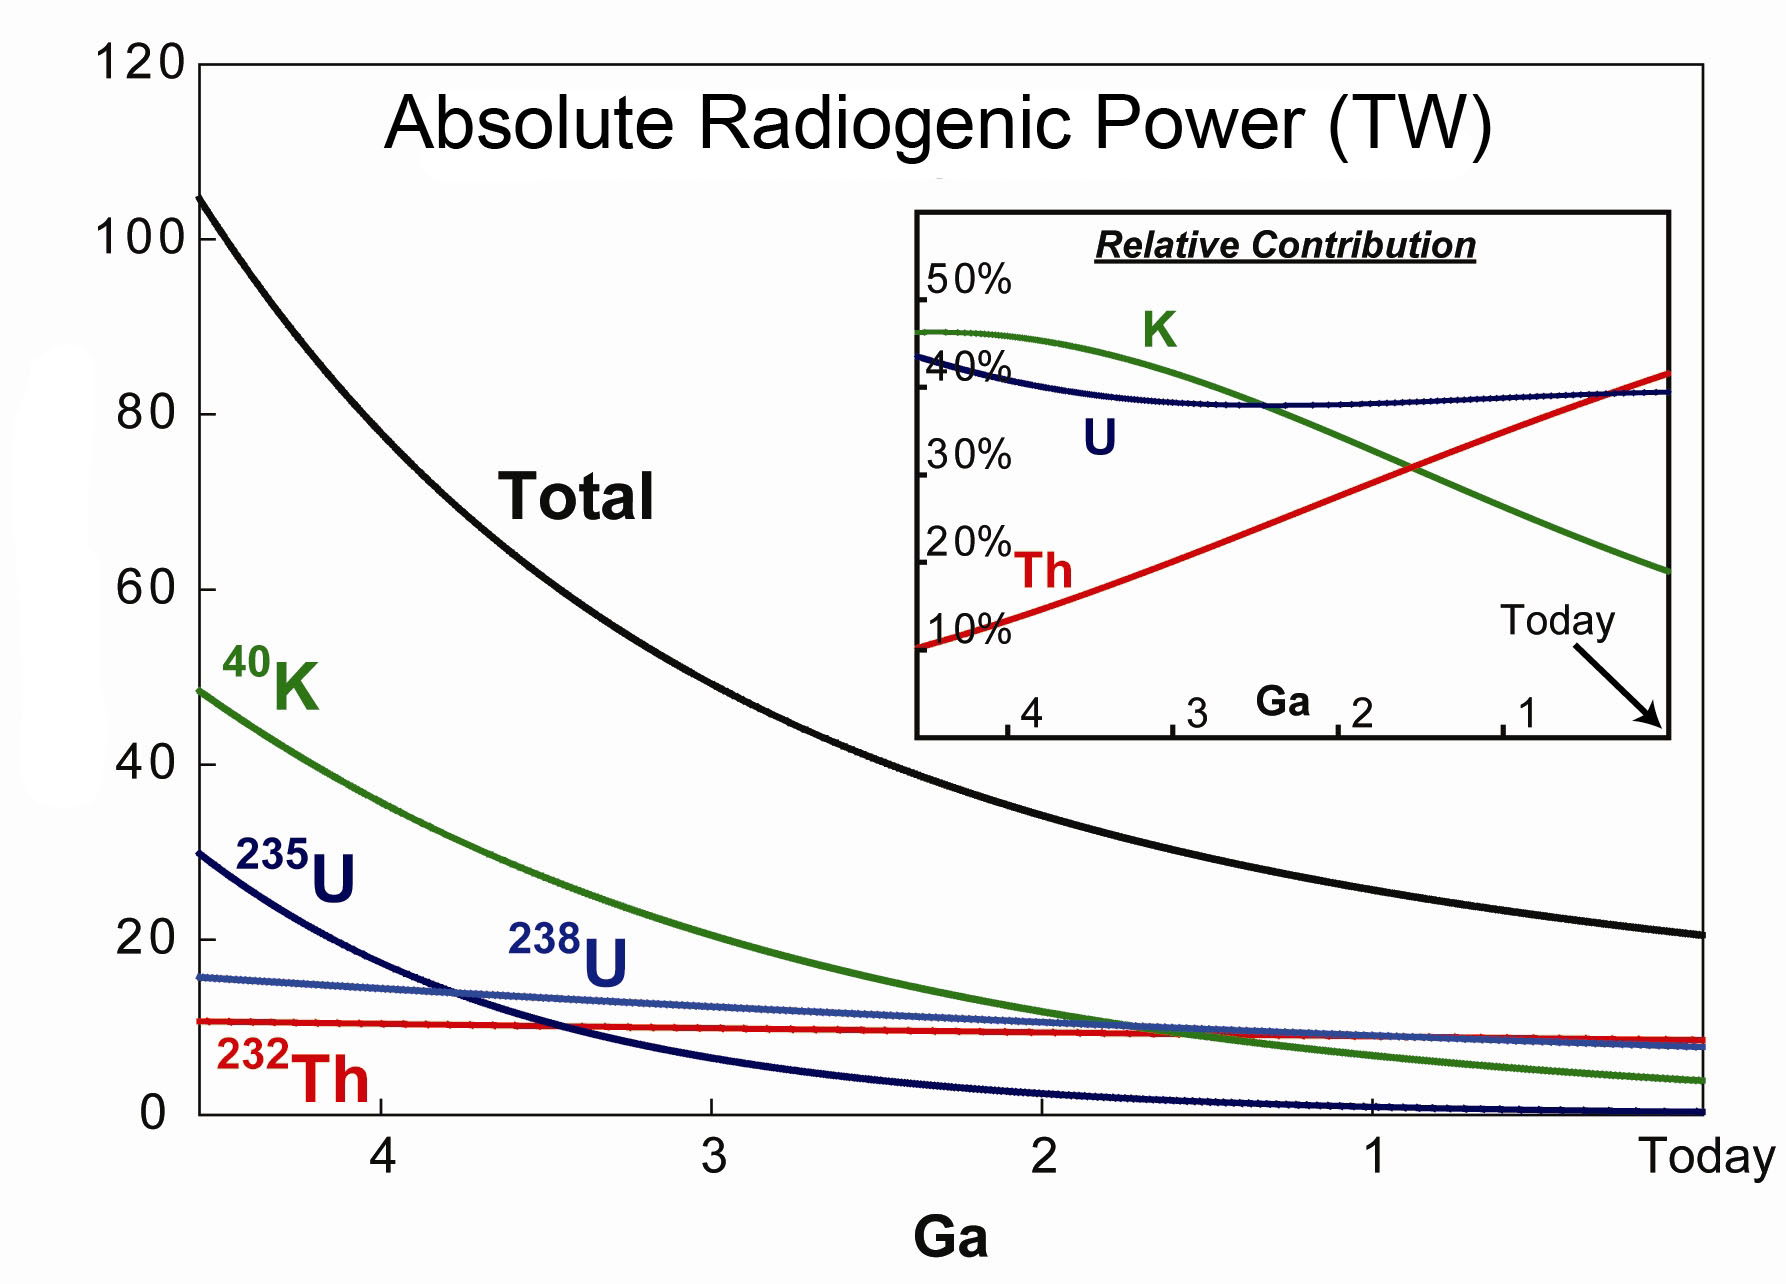 Absolute Radiogenic Power (TW)
120
100
80
60
40
20
0
Total
⁴⁰K
²³⁵U
²³⁸U
²³²Th
4
3
2
1
Today
Ga
Relative Contribution
50%
40%
30%
20%
10%
K
U
Th
Today
4
3
Ga
2
1